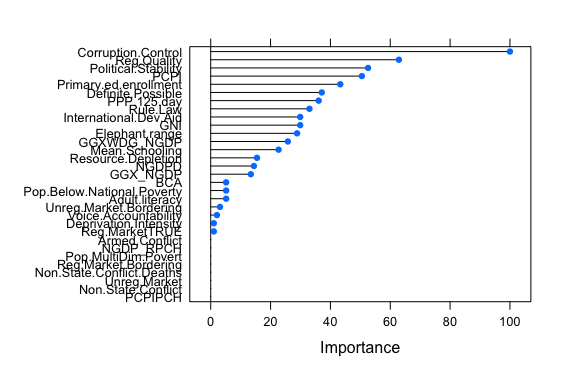 Corruption.Control
Reg.Quality
Political.Stability
PCPI
Primary.ed.enrollment
Definite.Possible
PPP.125.day
Rule.Law
International.Dev.Aid
GNI
Elephant.range
GGXWDG_NGDP
Mean.Schooling
Resource.Depletion
NGDPD
GGX_NGDP
BCA
Pop.Below.National.Poverty
Adult.literacy
Unreg.Market.Bordering
Voice.Accountability
Deprivation.Intensity
Reg.MarketTRUE
Armed.Conflict
NGDP_RPCH
Pop.MultiDim.Povert
Reg.Market.Bordering
Non.State.Conflict.Deaths
Unreg.Market
Non.State.Conflict
PCPIPCH
0 20 40 60 80 100
Importance